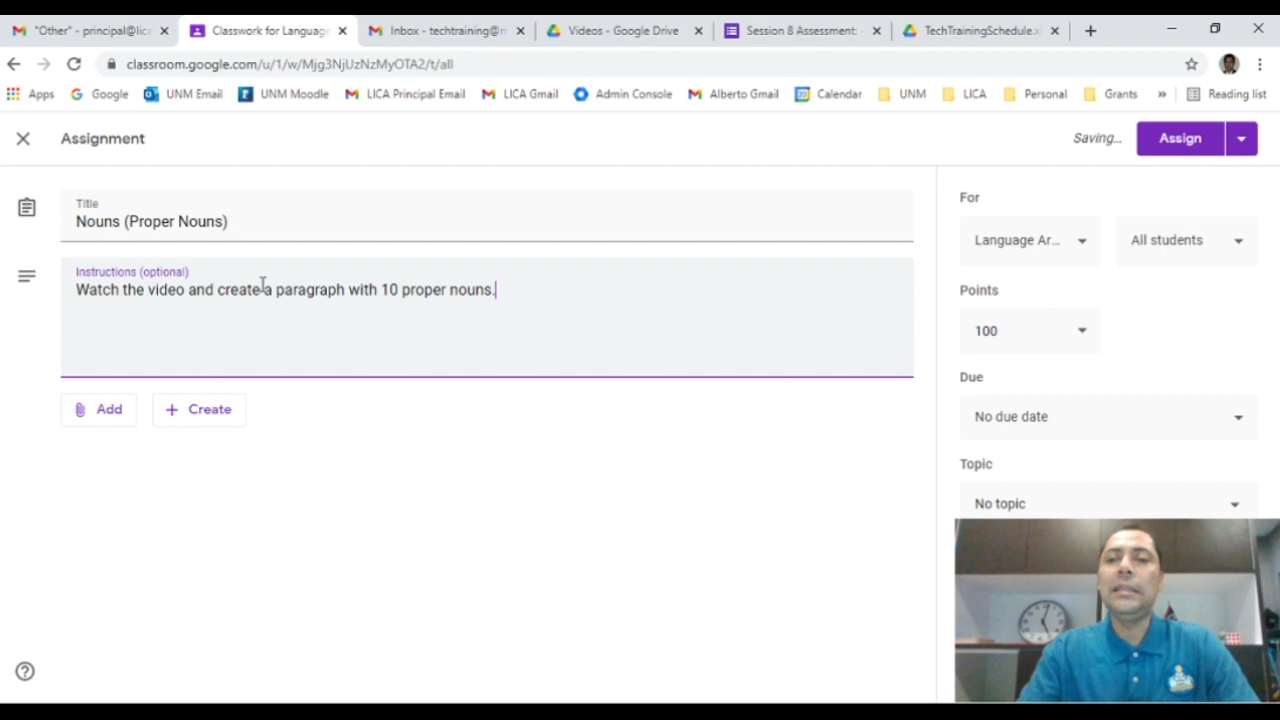 "Other" - principal@lica
Classwork for Language
Inbox - techtraining@n
Videos - Google Drive
Session 8 Assessment:
TechTrainingSchedule.x
classroom.google.com/u/1/w/Mjg3NjUzNzMyOTA2/t/all
Apps
Google
UNM Email
UNM Moodle
LICA Principal Email
LICA Gmail
Admin Console
Alberto Gmail
Calendar
UNM
LICA
Personal
Grants
»
Reading list
Assignment
Saving...
Assign
Title
Nouns (Proper Nouns)
Instructions (optional)
Watch the video and create a paragraph with 10 proper nouns.
Add
Create
For
Language Ar...
All students
Points
100
Due
No due date
Topic
No topic